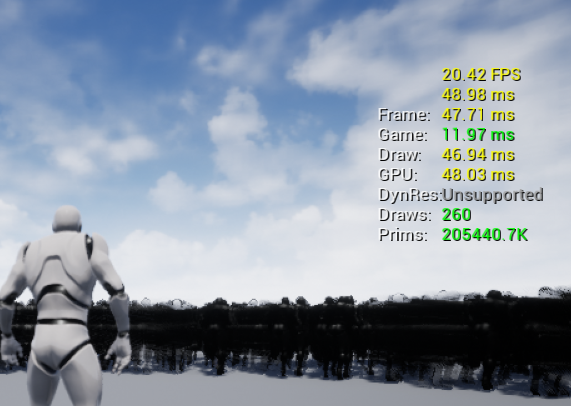 20.42 FPS
48.98 ms
Frame: 47.71 ms
Game: 11.97 ms
Draw: 46.94 ms
GPU: 48.03 ms
DynRes:Unsupported
Draws: 260
Prims: 205440.7K